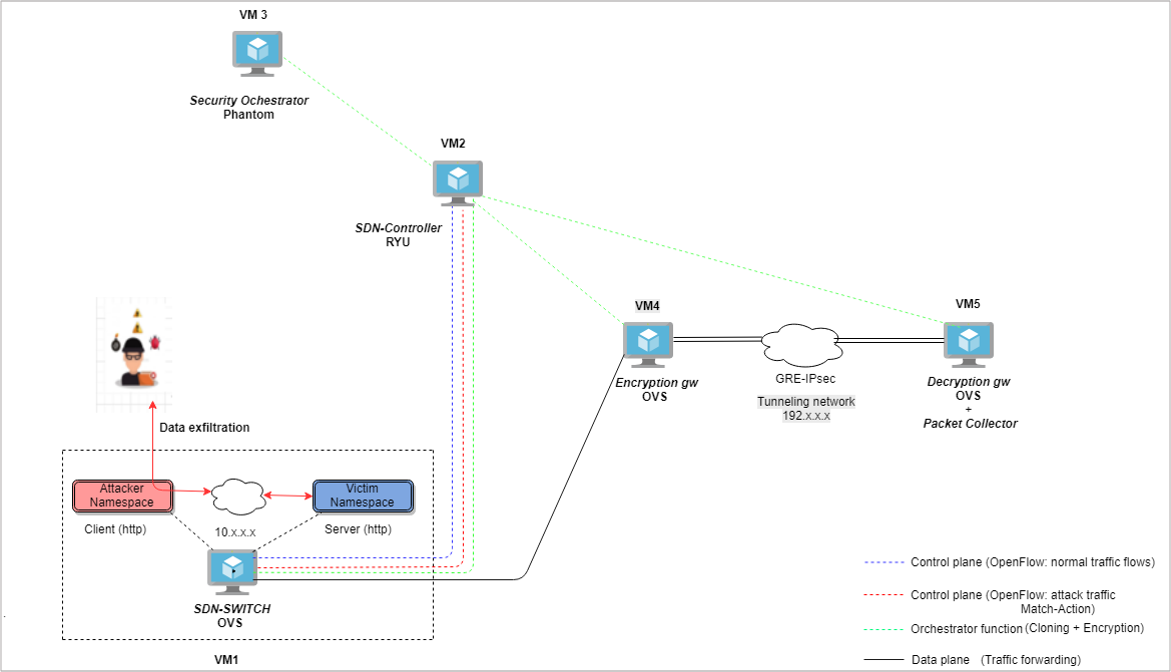 VM 3
Security Ochestrator
Phantom
VM2
SDN-Controller
RYU
VM4
Encryption gw
OVS
GRE-IPsec
Tunneling network
192.x.x.x
VM5
Decryption gw
OVS
+
Packet Collector
Data exfiltration
Attacker
Namespace
Client (http)
10.x.x.x
Victim
Namespace
Server (http)
SDN-SWITCH
OVS
VM1
Control plane (OpenFlow: normal traffic flows)
Control plane (OpenFlow: attack traffic
Match-Action)
Orchestrator function (Cloning + Encryption)
Data plane (Traffic forwarding)